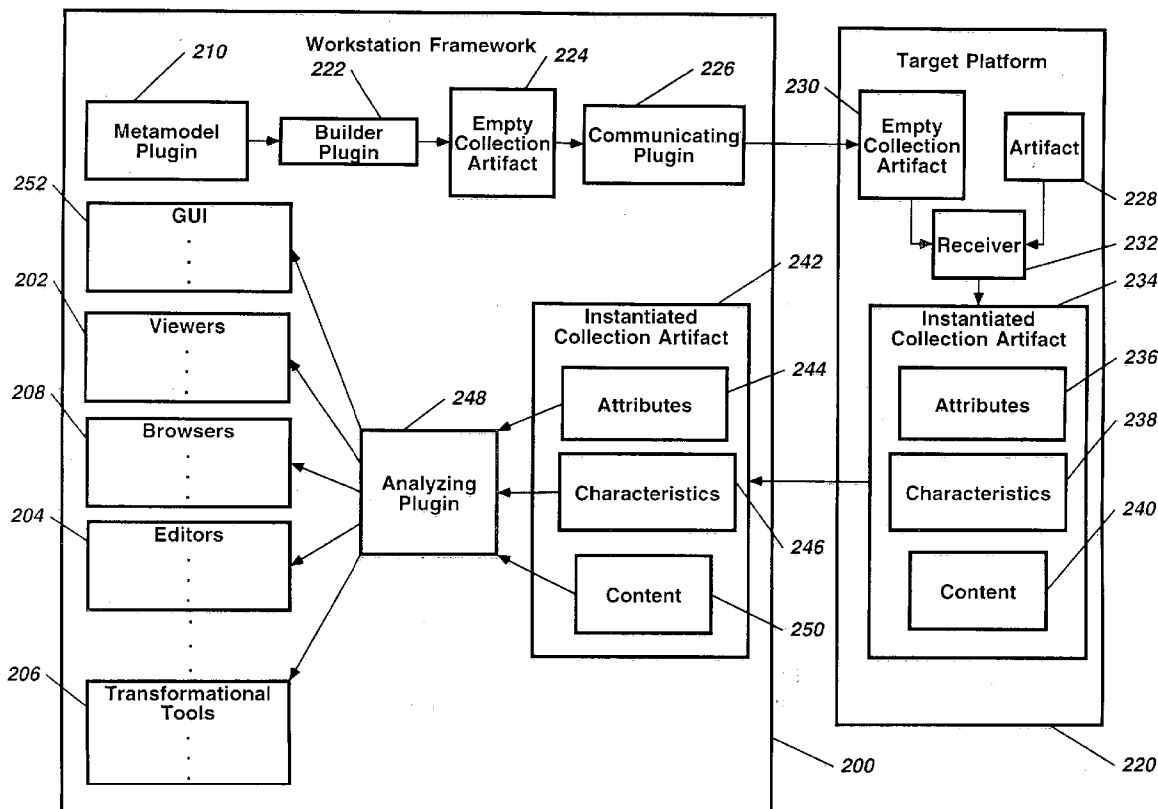 Workstation Framework
210
222
224
226
Metamodel
Plugin
Builder
Plugin
Empty
Collection
Artifact
Communicating
Plugin
Target Platform
230
Empty
Collection
Artifact
Artifact
228
Receiver
232
252
GUI
202
Viewers
208
Browsers
204
Editors
206
Transformational
Tools
248
Analyzing
Plugin
242
Instantiated
Collection Artifact
244
Attributes
Characteristics
246
Content
250
234
Instantiated
Collection Artifact
236
Attributes
238
Characteristics
240
Content
200
220